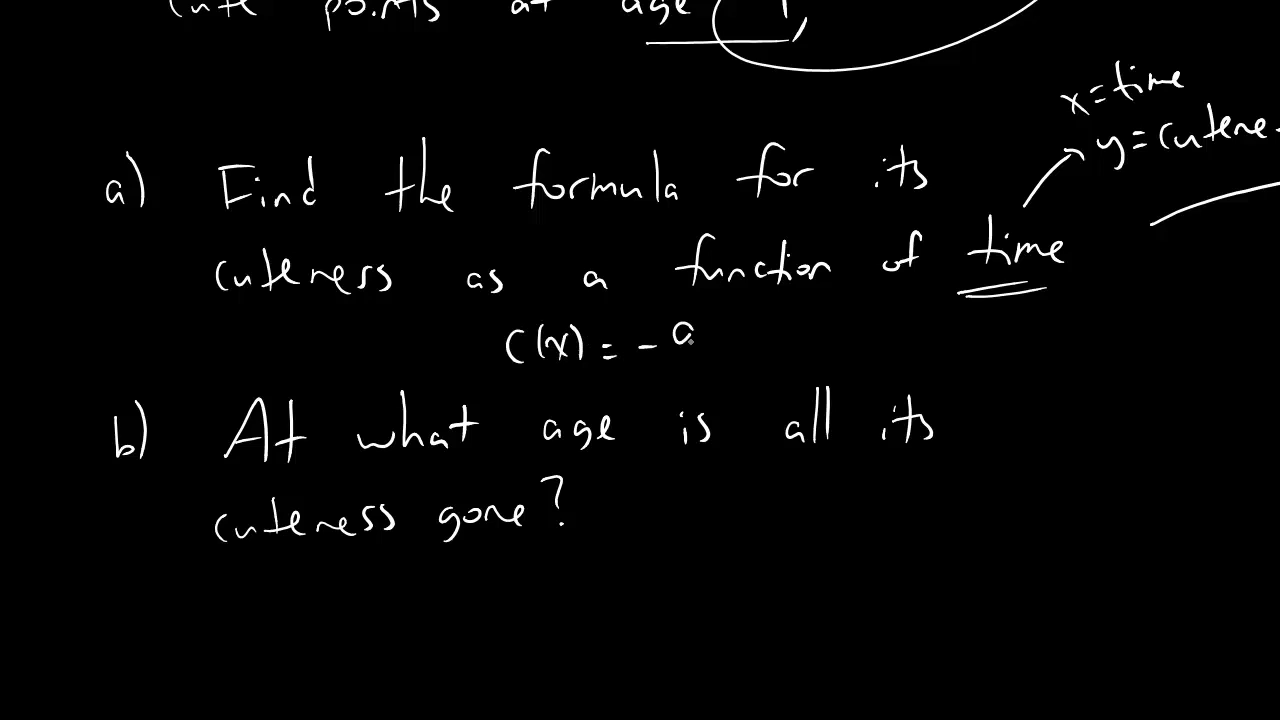 cute points at age
x=time
y=cutene
a) Find the formula for its
cuteness as a function of time
C(x) = -
b) At what age is all its
cuteness gone?